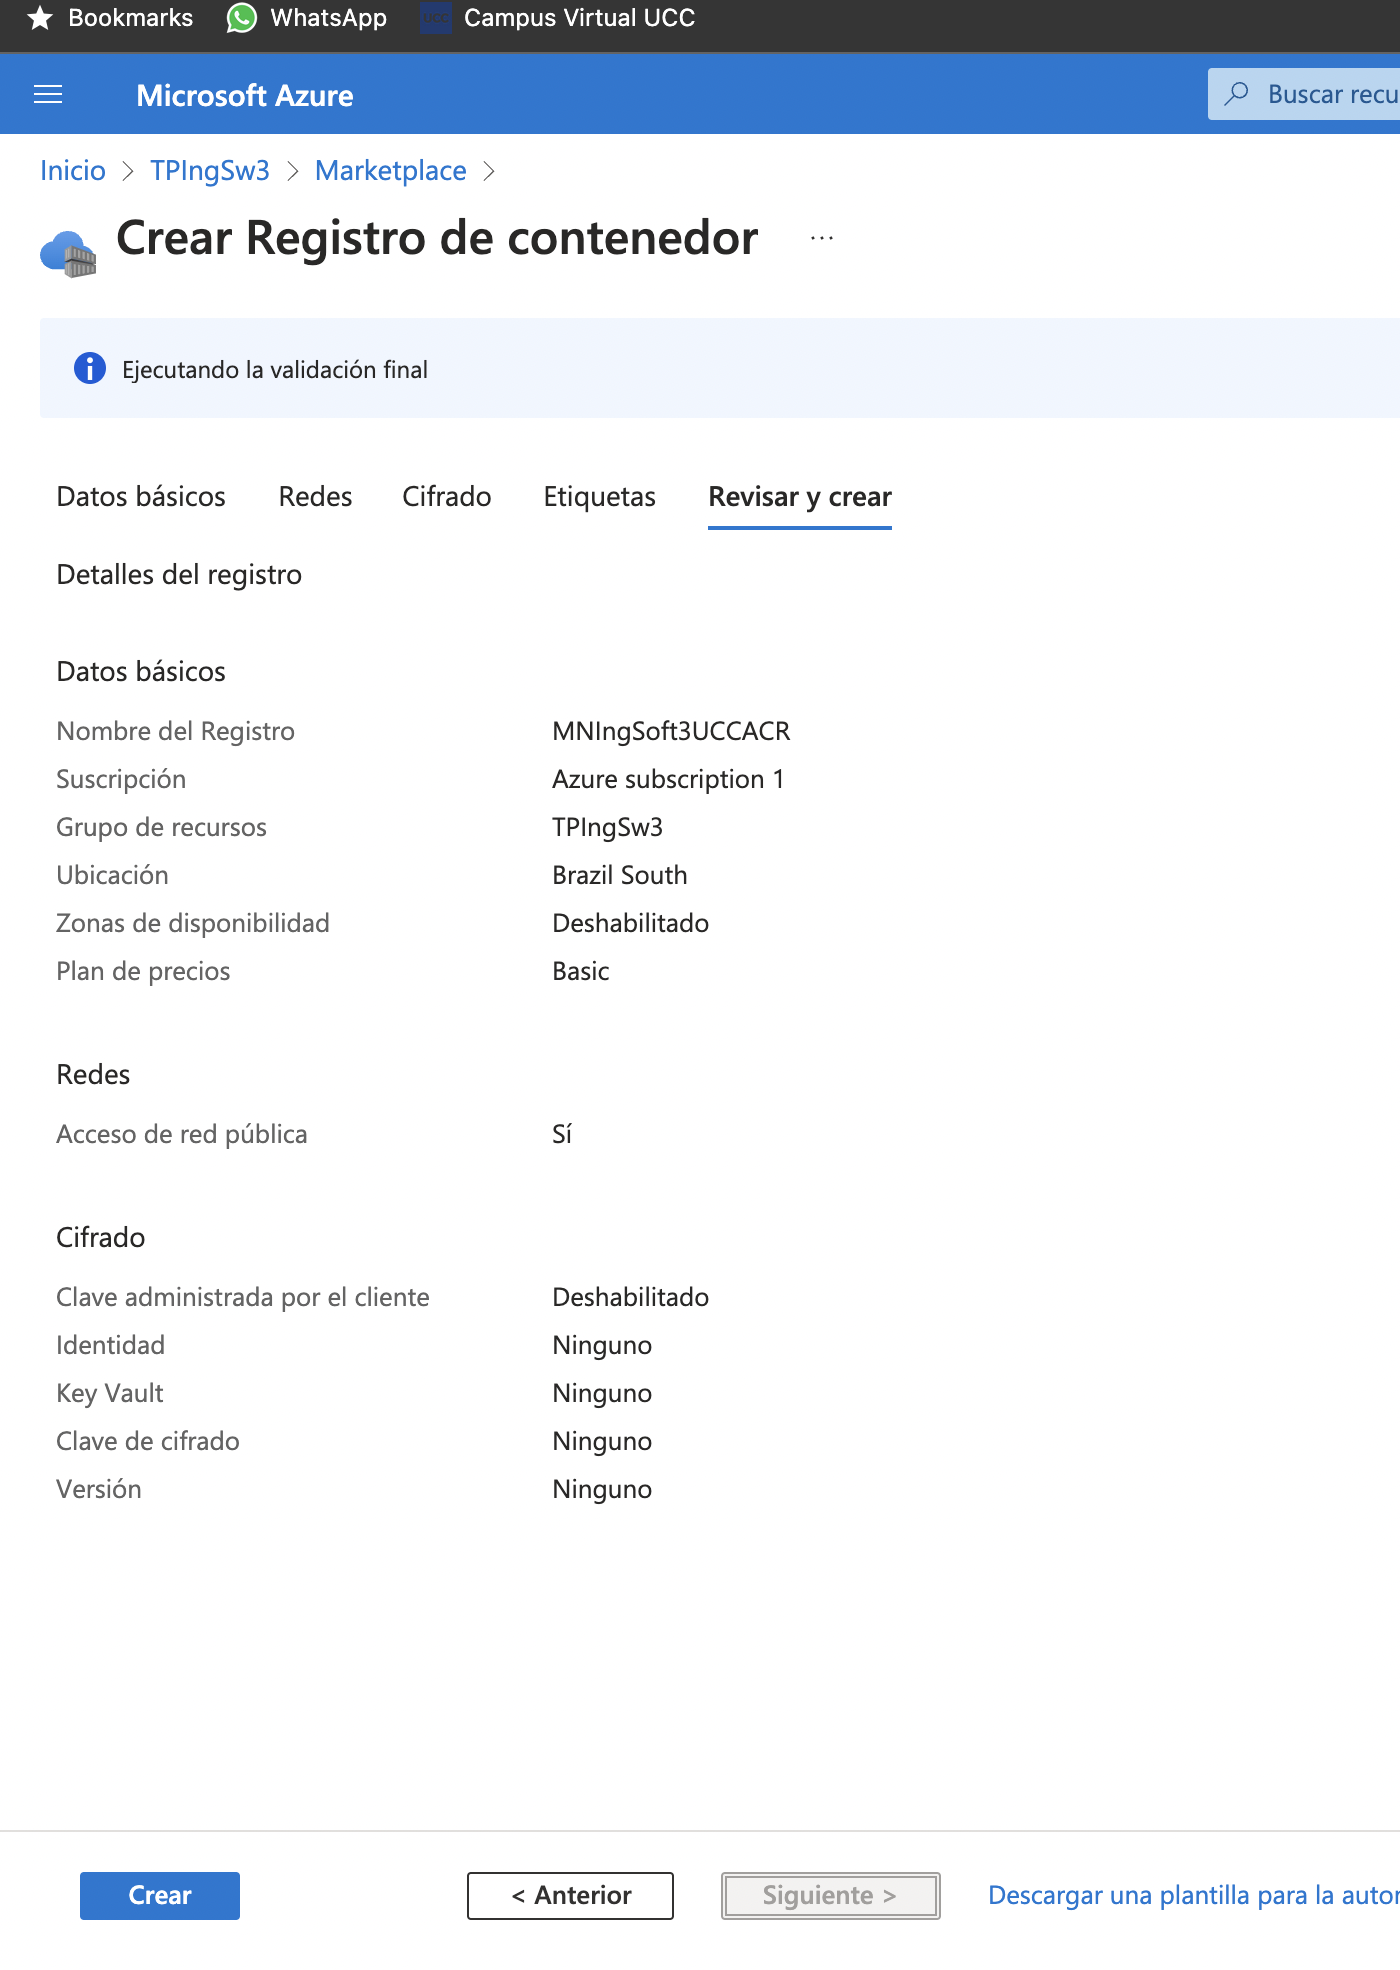 Bookmarks WhatsApp UCC Campus Virtual UCC
Microsoft Azure Buscar recu
Inicio > TPIngSw3 > Marketplace >
Crear Registro de contenedor ...
Ejecutando la validación final
Datos básicos Redes Cifrado Etiquetas Revisar y crear
Detalles del registro
Datos básicos
Nombre del Registro MNIngSoft3UCCACR
Suscripción Azure subscription 1
Grupo de recursos TPIngSw3
Ubicación Brazil South
Zonas de disponibilidad Deshabilitado
Plan de precios Basic
Redes
Acceso de red pública Sí
Cifrado
Clave administrada por el cliente Deshabilitado
Identidad Ninguno
Key Vault Ninguno
Clave de cifrado Ninguno
Versión Ninguno
Crear < Anterior Siguiente > Descargar una plantilla para la autor